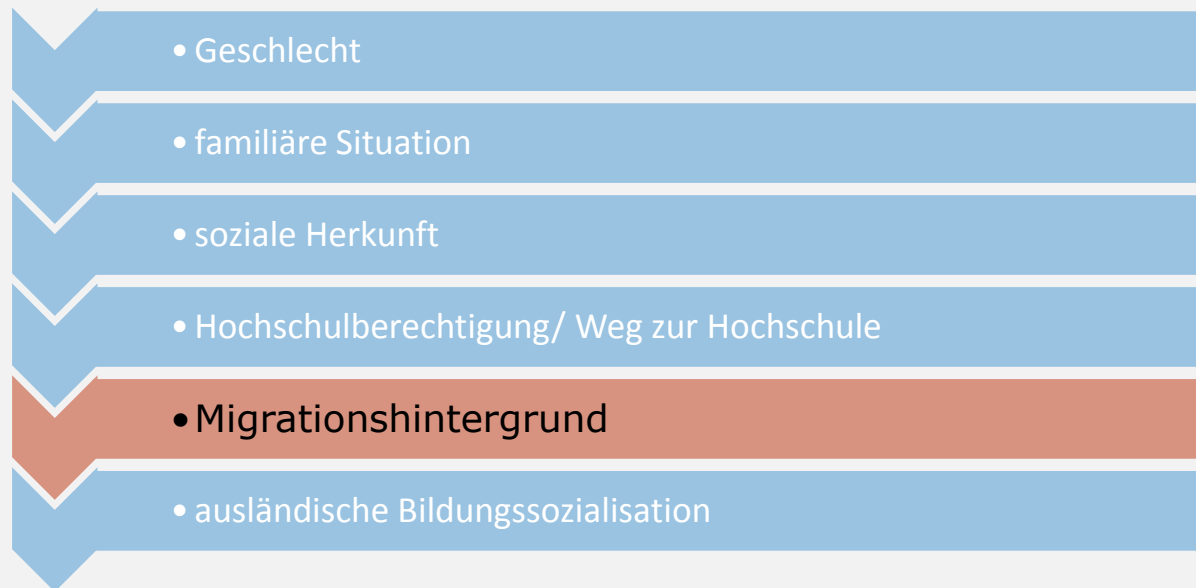 • Geschlecht
• familiäre Situation
• soziale Herkunft
• Hochschulberechtigung/ Weg zur Hochschule
• Migrationshintergrund
• ausländische Bildungssozialisation